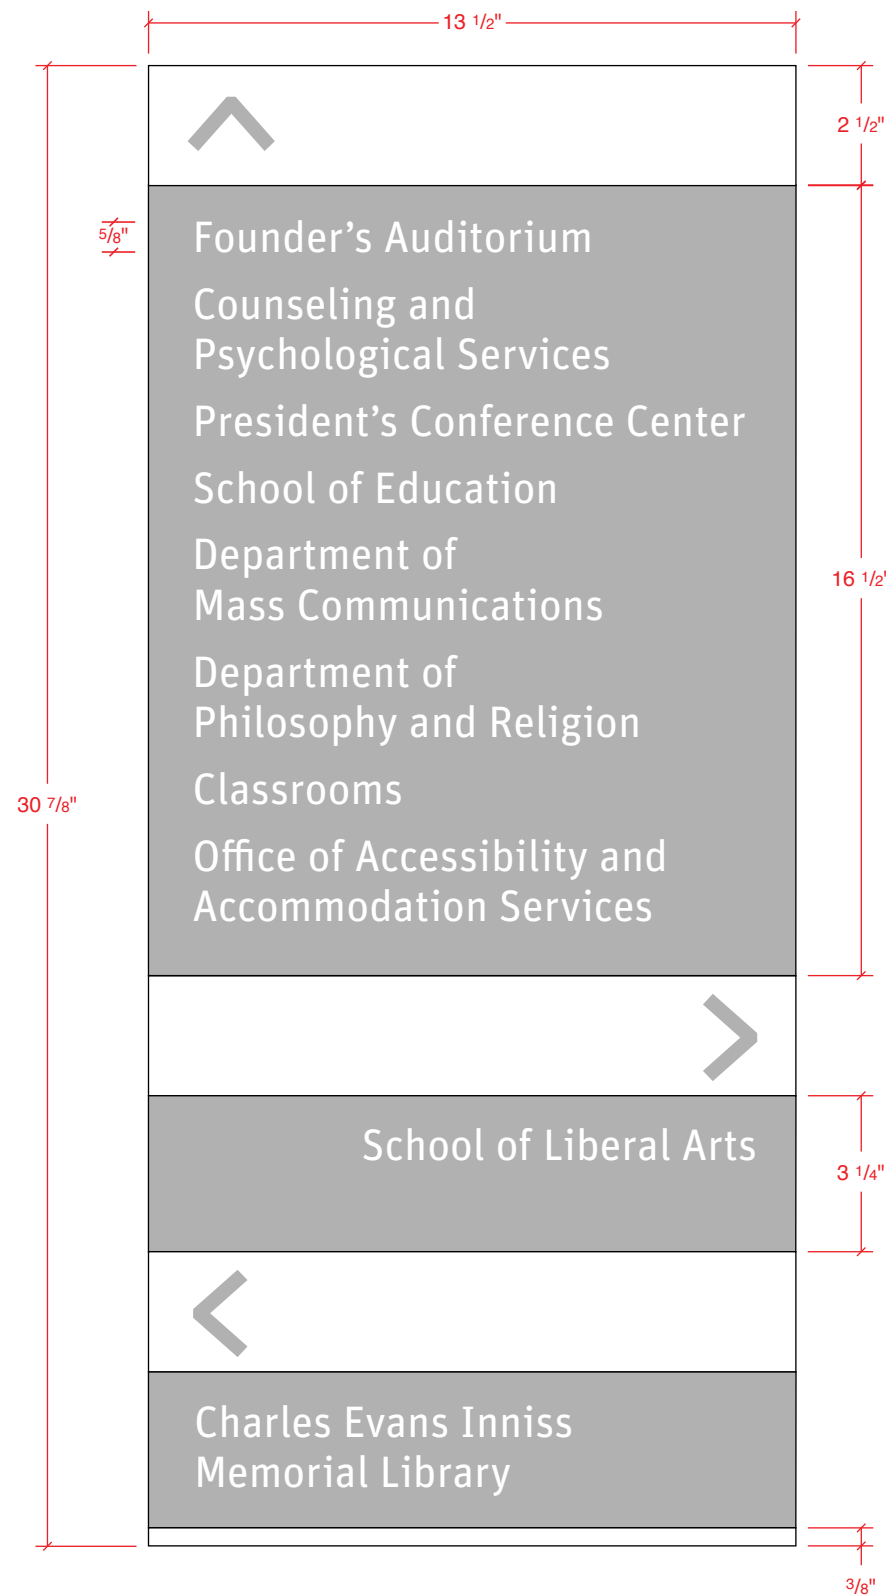 13 1/2"
2 1/2"
5/8"
Founder’s Auditorium
Counseling and
Psychological Services
President’s Conference Center
School of Education
Department of
Mass Communications
16 1/2"
Department of
Philosophy and Religion
Classrooms
30 7/8"
Office of Accessibility and
Accommodation Services
School of Liberal Arts
3 1/4"
Charles Evans Inniss
Memorial Library
3/8"